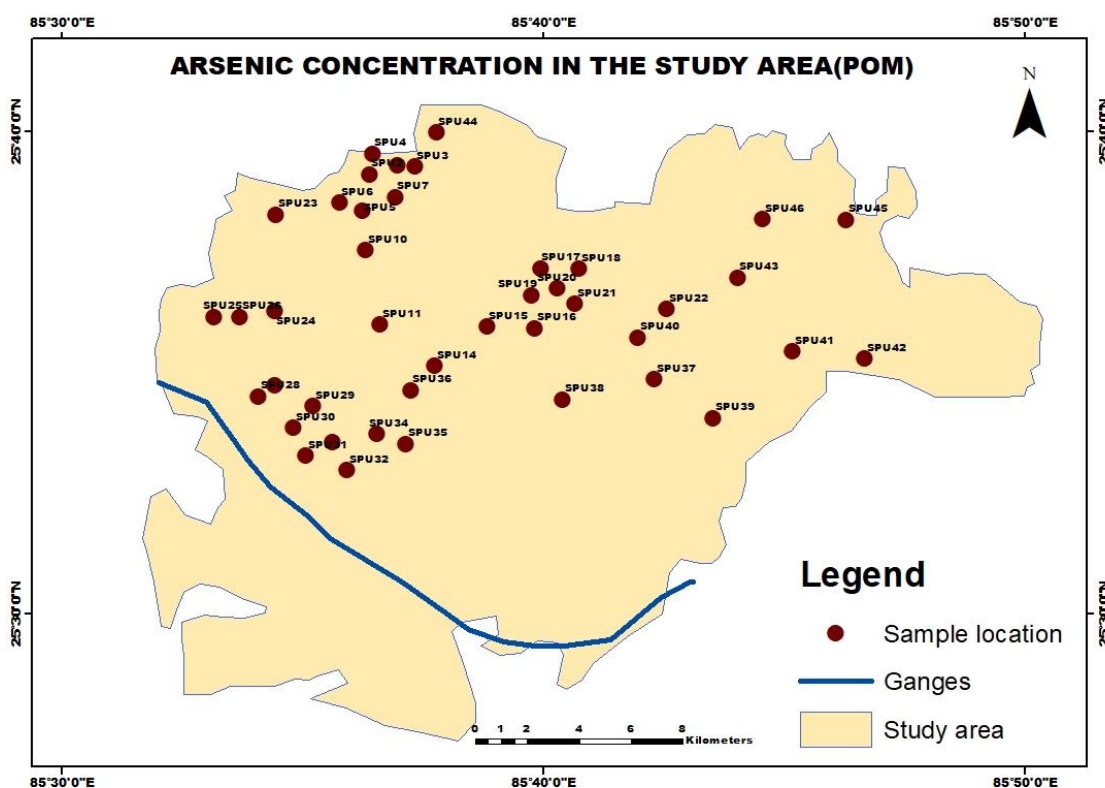 85°30'0"E 85°40'0"E 85°50'0"E
ARSENIC CONCENTRATION IN THE STUDY AREA(POM)
N
25°40'0"N
25°40'0"N
SPU44
SPU4
SPU3
SPU7
SPU6
SPU5
SPU23
SPU10
SPU46
SPU45
SPU17
SPU18
SPU43
SPU19
SPU20
SPU21
SPU22
SPU25
SPU24
SPU11
SPU15
SPU16
SPU40
SPU41
SPU42
SPU14
SPU36
SPU37
SPU28
SPU29
SPU38
SPU30
SPU34
SPU35
SPU39
SPU32
25°30'0"N
25°30'0"N
Legend
Sample location
Ganges
Study area
0 1 2 4 6 8
Kilometers
85°30'0"E 85°40'0"E 85°50'0"E